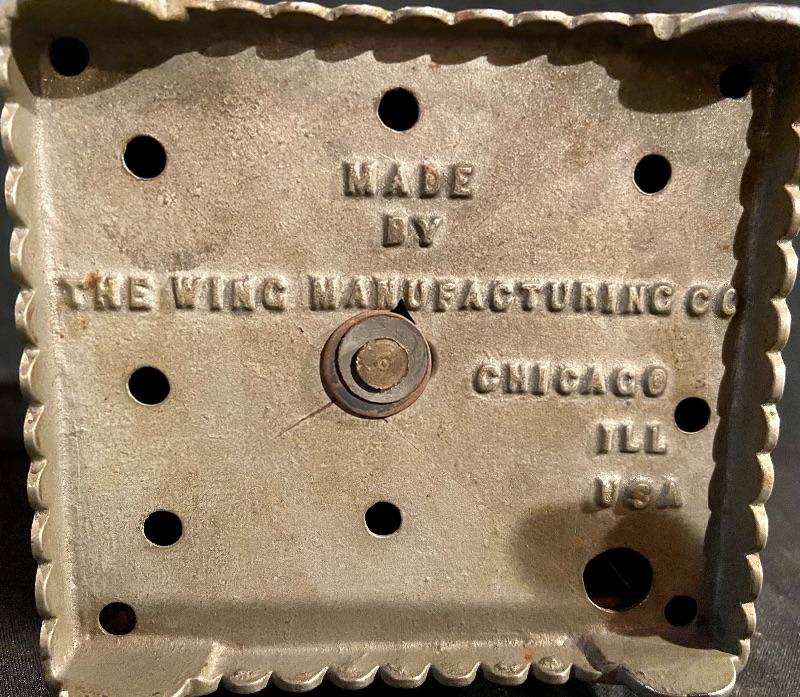 MADE
BY
THE WING MANUFACTURING CO
CHICAGO
ILL
USA